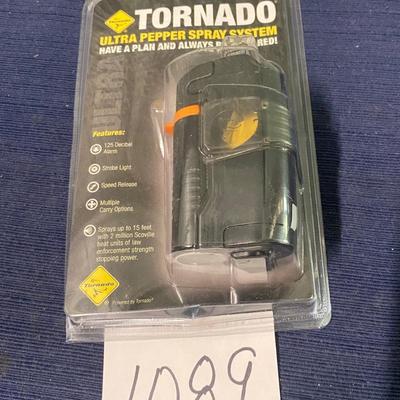 TORNADO®
ULTRA PEPPER SPRAY SYSTEM
HAVE A PLAN AND ALWAYS
Features:
125 Decibel
Alarm
Strobe Light
Speed Release
Multiple
Carry Options
Sprays up to 15 feet
with 2 million Scoville
heat units of law
enforcement strength
stopping power.
Tornado
Powered by Tornado®
1089